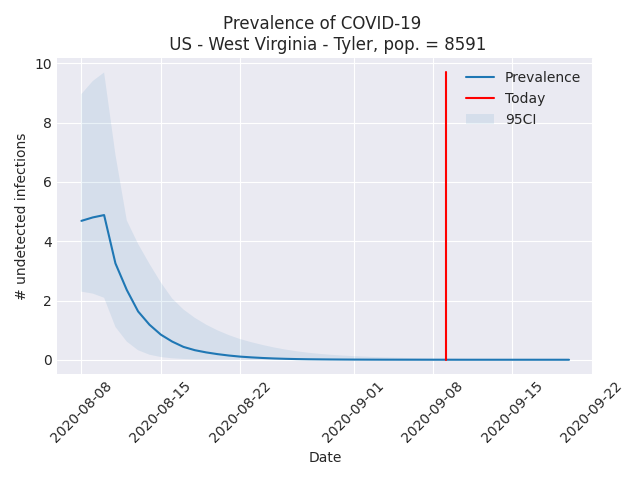 Prevalence of COVID-19
US - West Virginia - Tyler, pop. = 8591
# undetected infections
10
8
6
4
2
0
Prevalence
Today
95CI
2020-08-08
2020-08-15
2020-08-22
2020-09-01
2020-09-08
2020-09-15
2020-09-22
Date